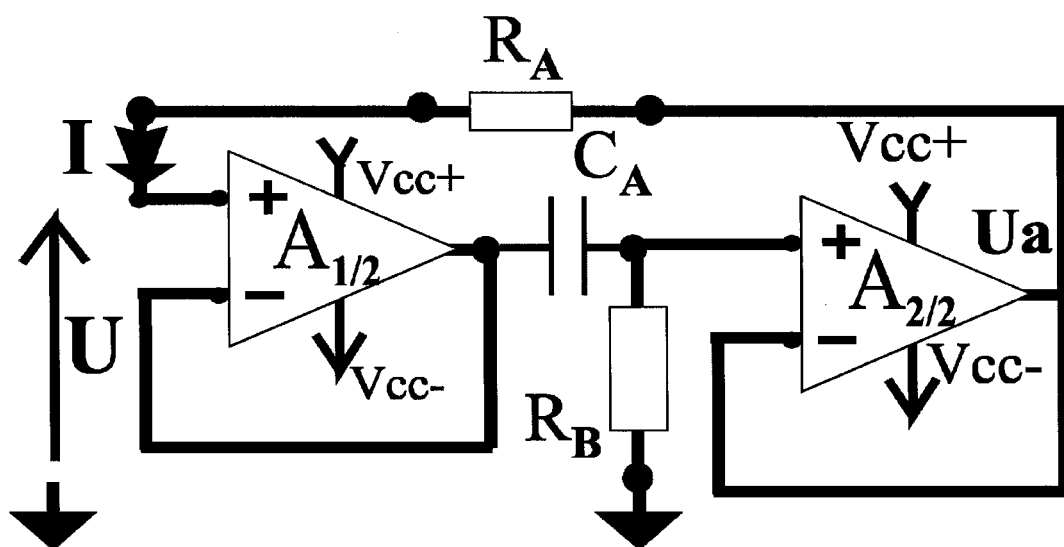 R_A
I
Vcc+
C_A
Vcc+
+
A_1/2
−
+
A_2/2
−
Ua
U
Vcc-
R_B
Vcc-